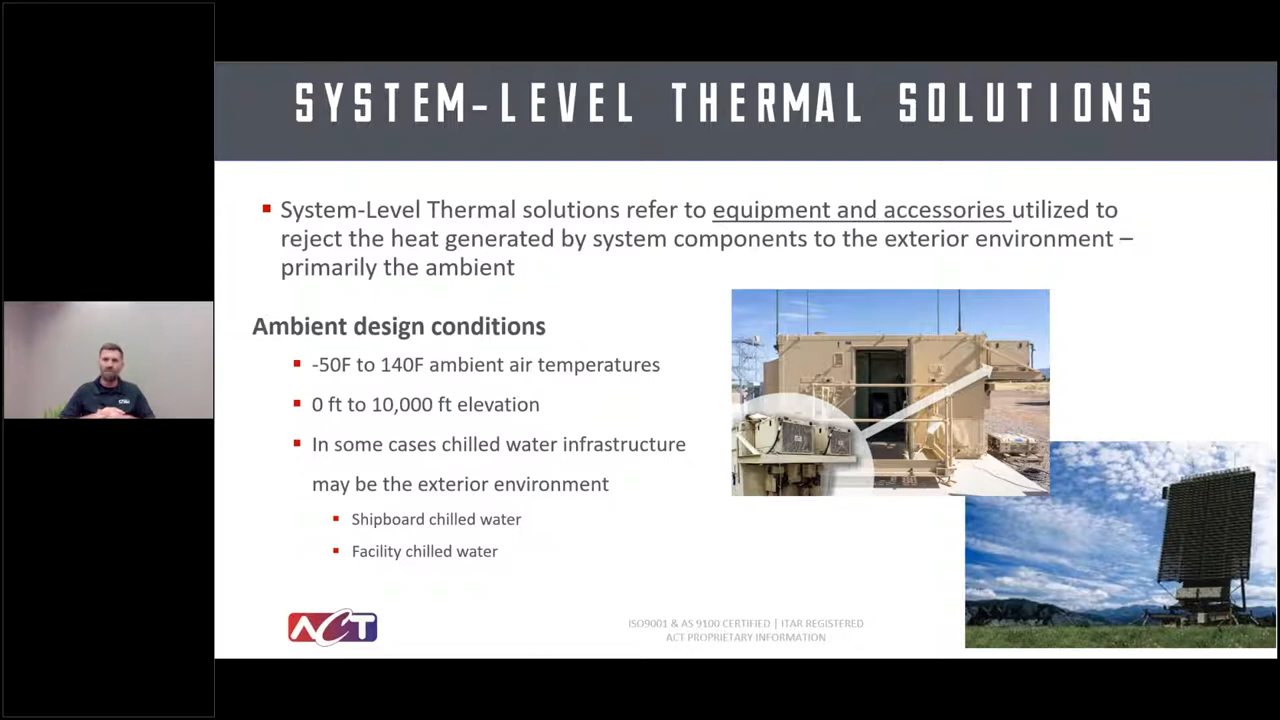 SYSTEM-LEVEL THERMAL SOLUTIONS
System-Level Thermal solutions refer to equipment and accessories utilized to
reject the heat generated by system components to the exterior environment –
primarily the ambient
Ambient design conditions
-50F to 140F ambient air temperatures
0 ft to 10,000 ft elevation
In some cases chilled water infrastructure
may be the exterior environment
Shipboard chilled water
Facility chilled water
ACT
ISO9001 & AS 9100 CERTIFIED | ITAR REGISTERED
ACT PROPRIETARY INFORMATION